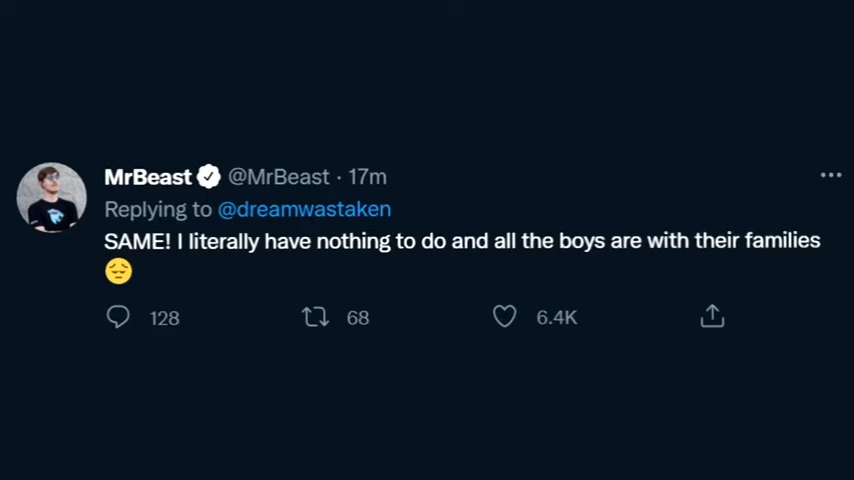 MrBeast @MrBeast · 17m
Replying to @dreamwastaken
SAME! I literally have nothing to do and all the boys are with their families
😔
128 68 6.4K